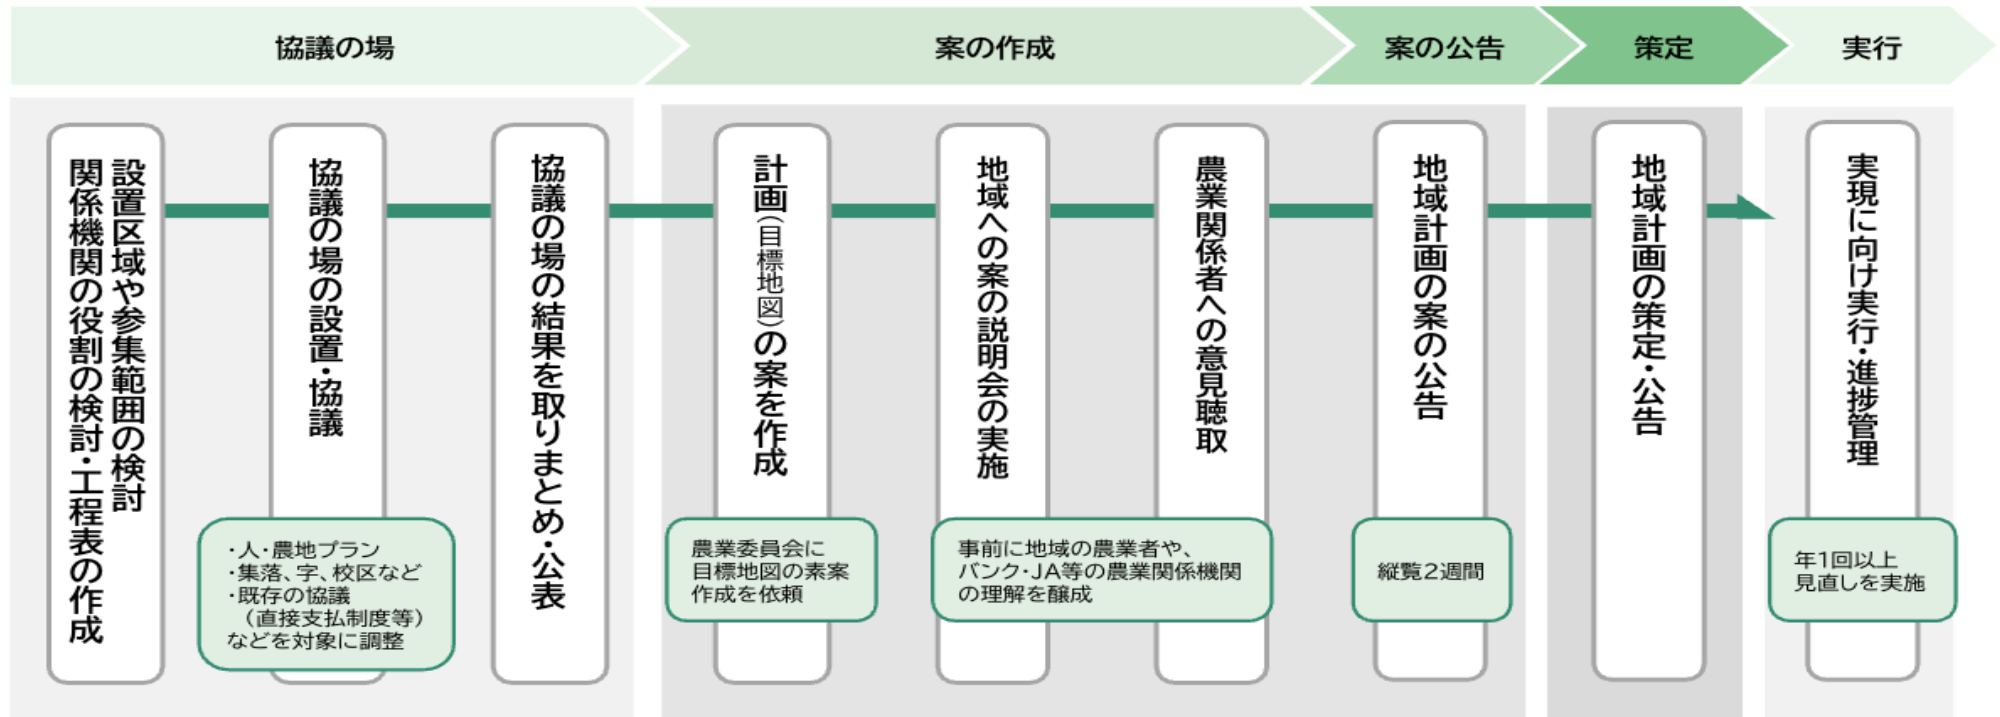 協議の場
案の作成
案の公告
策定
実行
設置区域や参集範囲の検討
関係機関の役割の検討・工程表の作成
協議の場の設置・協議
・人・農地プラン
・集落、字、校区など
・既存の協議
（直接支払制度等）
などを対象に調整
協議の場の結果を取りまとめ・公表
計画（目標地図）の案を作成
農業委員会に
目標地図の素案
作成を依頼
地域への案の説明会の実施
農業関係者への意見聴取
事前に地域の農業者や、
バンク・JA等の農業関係機関
の理解を醸成
地域計画の案の公告
縦覧2週間
地域計画の策定・公告
実現に向け実行・進捗管理
年1回以上
見直しを実施